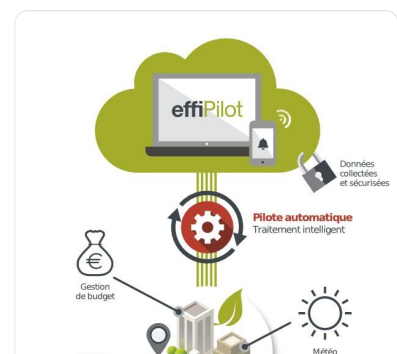 effiPilot
Données
collectées
et sécurisées
Pilote automatique
Traitement intelligent
€
Gestion
de budget
Météo